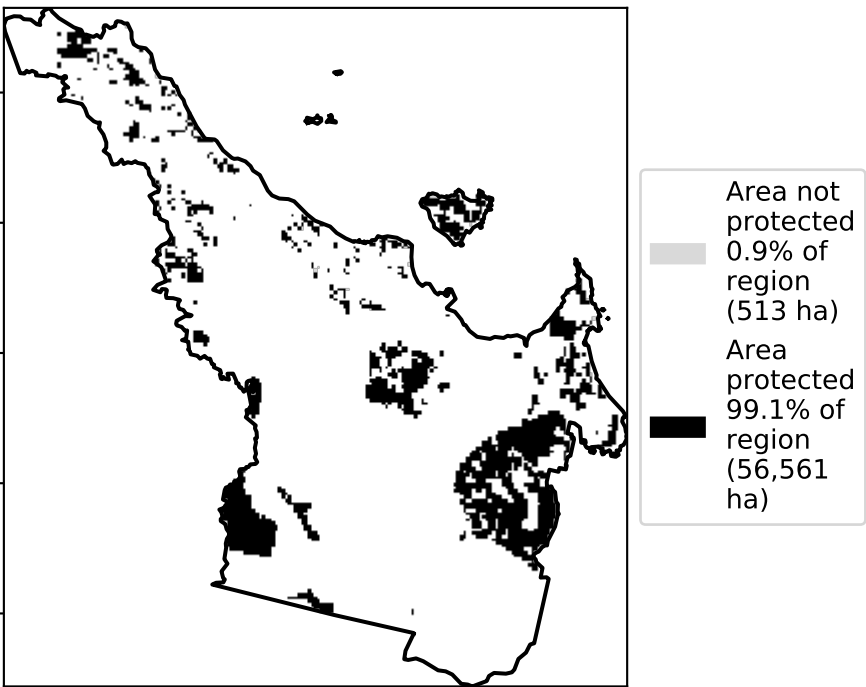 Area not
protected
0.9% of
region
(513 ha)
Area
protected
99.1% of
region
(56,561
ha)